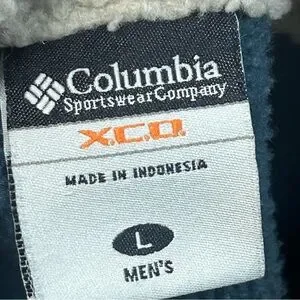 Columbia
Sportswear Company
X.C.O.
MADE IN INDONESIA
L
MEN'S